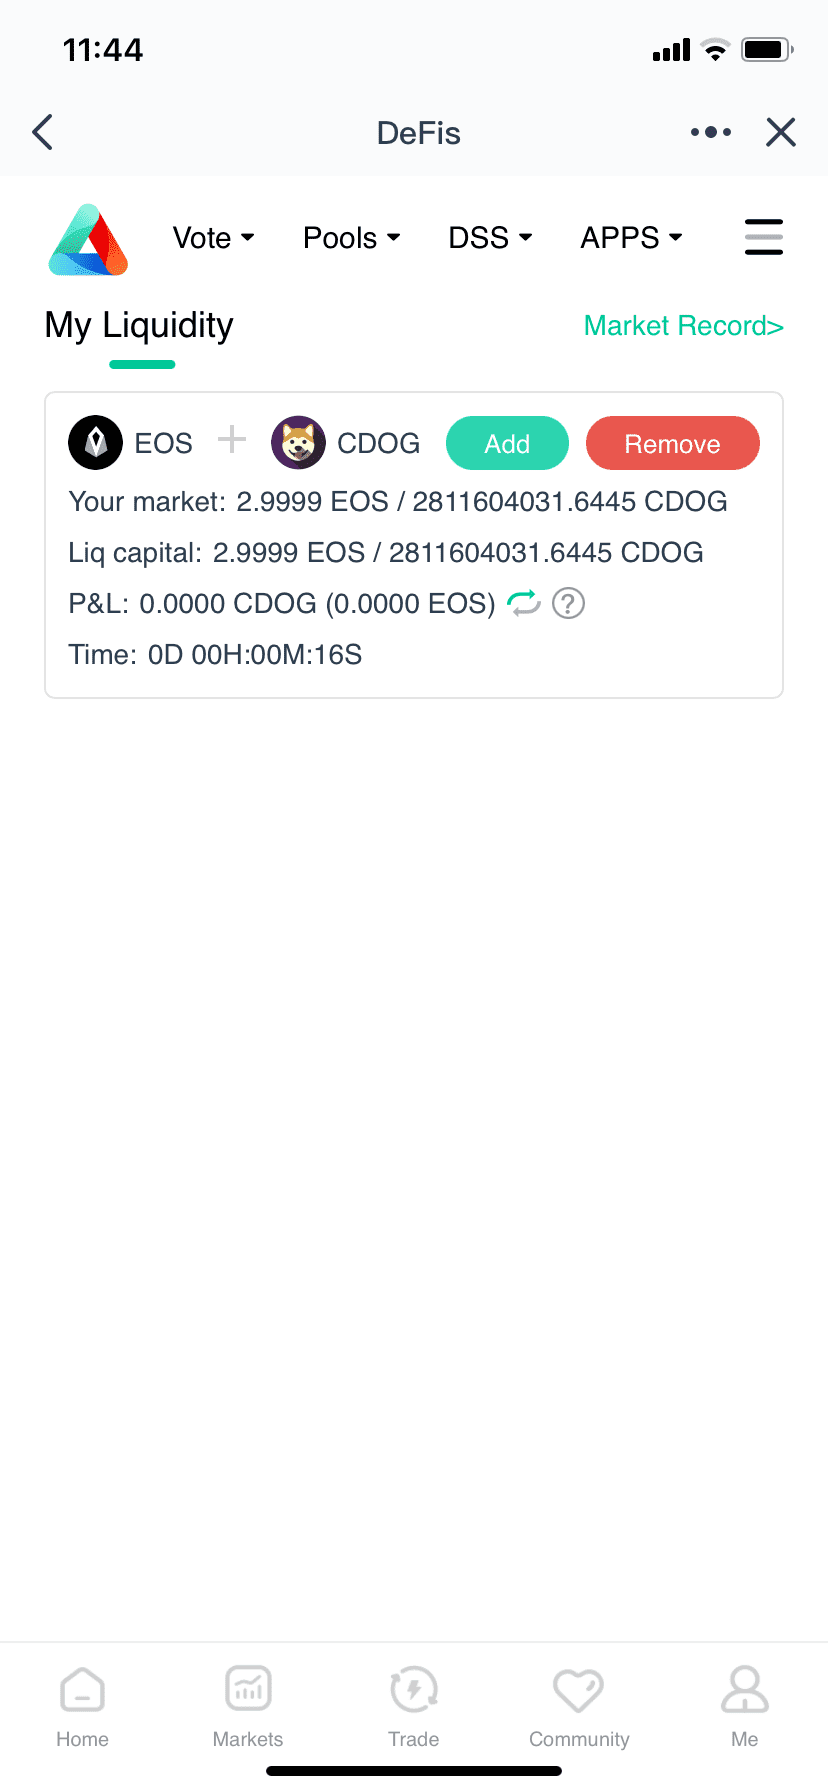 11:44
DeFis
Vote Pools DSS APPS
My Liquidity Market Record>
EOS CDOG Add Remove
Your market: 2.9999 EOS / 2811604031.6445 CDOG
Liq capital: 2.9999 EOS / 2811604031.6445 CDOG
P&L: 0.0000 CDOG (0.0000 EOS) ?
Time: 0D 00H:00M:16S
Home Markets Trade Community Me